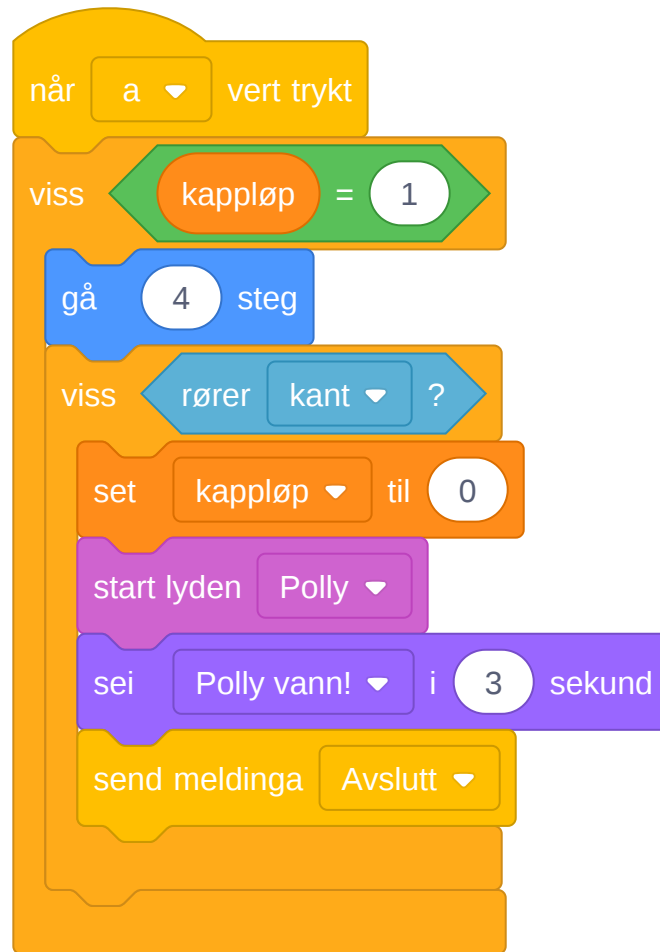 når a vert trykt
viss kappløp = 1
gå 4 steg
viss rører kant ?
set kappløp til 0
start lyden Polly
sei Polly vann! i 3 sekund
send meldinga Avslutt